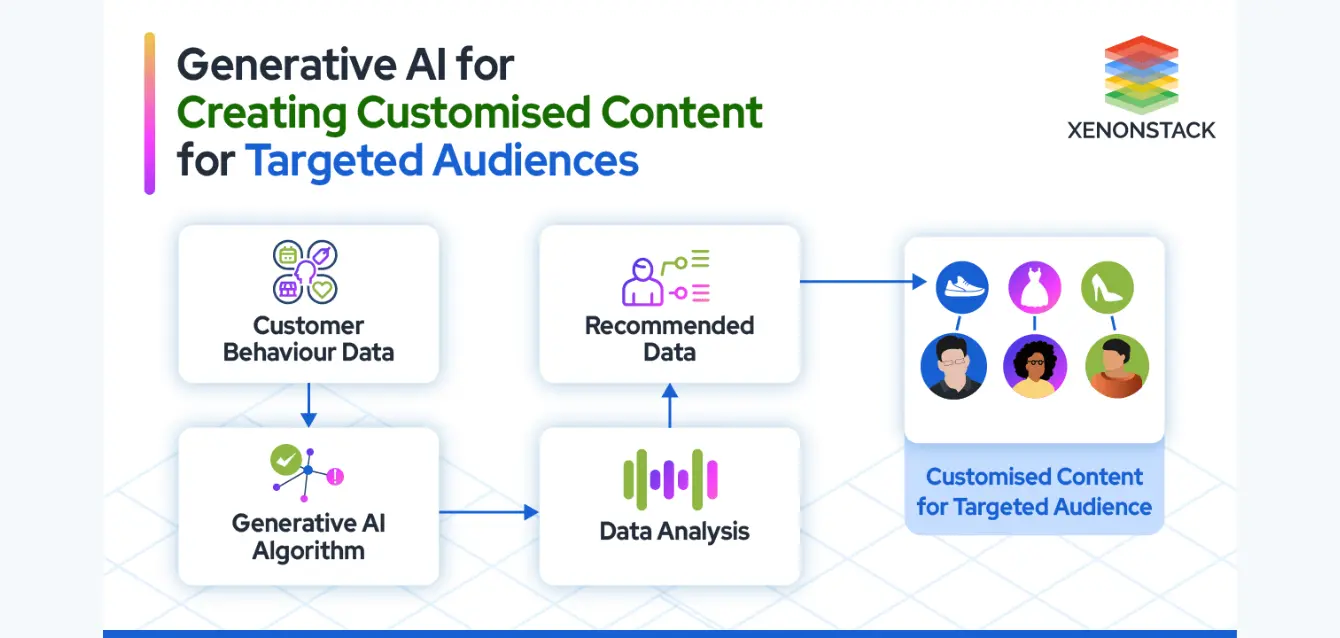 Generative AI for
Creating Customised Content
for Targeted Audiences
XENONSTACK
Customer
Behaviour Data
Generative AI
Algorithm
Data Analysis
Recommended
Data
Customised Content
for Targeted Audience